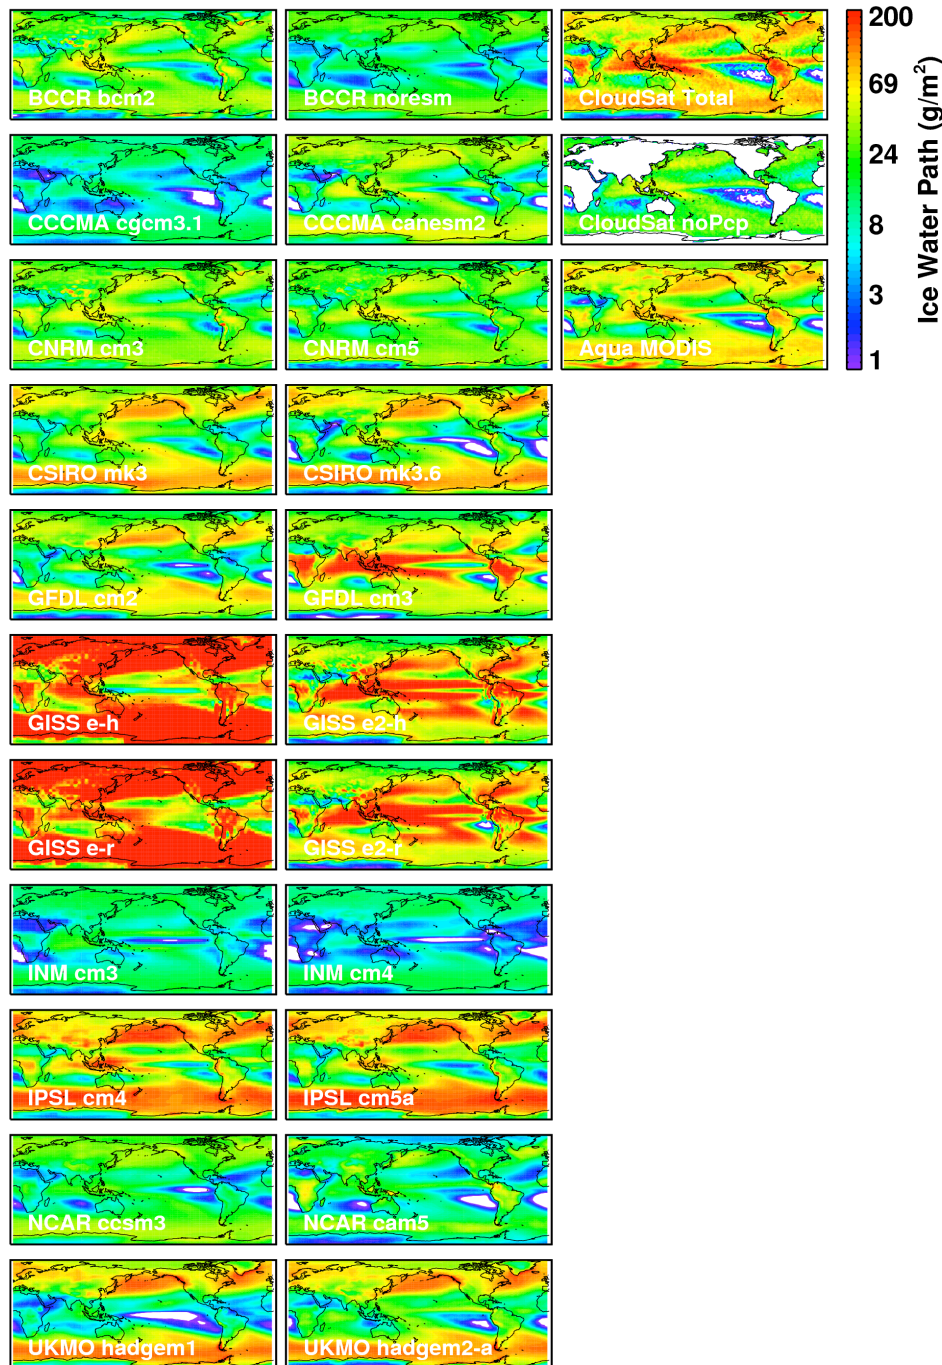 BCCR bcm2
BCCR noresm
CloudSat Total
CCCMA cgcm3.1
CCCMA canesm2
CloudSat noPcp
CNRM cm3
CNRM cm5
Aqua MODIS
CSIRO mk3
CSIRO mk3.6
GFDL cm2
GFDL cm3
GISS e-h
GISS e2-h
GISS e-r
GISS e2-r
INM cm3
INM cm4
IPSL cm4
IPSL cm5a
NCAR ccsm3
NCAR cam5
UKMO hadgem1
UKMO hadgem2-a
200
69
24
8
3
1
Ice Water Path (g/m²)